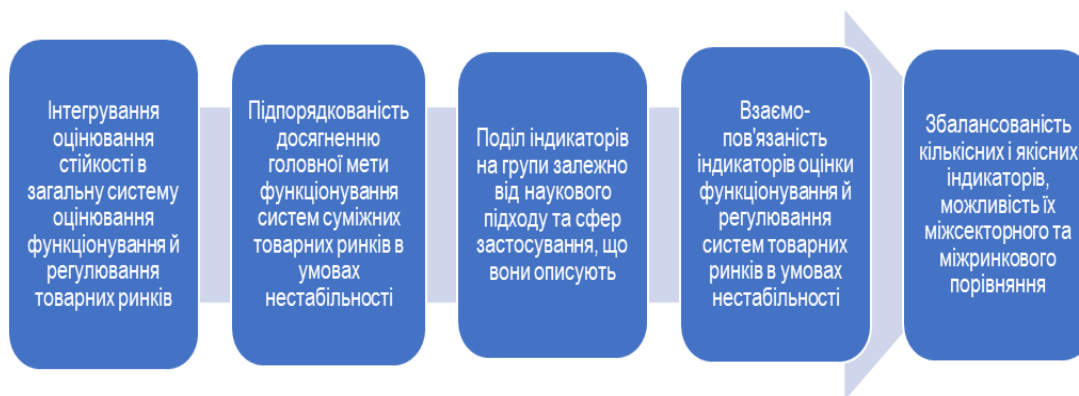 Інтегрування
оцінювання
стійкості в
загальну систему
оцінювання
функціонування й
регулювання
товарних ринків
Підпорядкованість
досягненню
головної мети
функціонування
систем суміжних
товарних ринків в
умовах
нестабільності
Поділ індикаторів
на групи залежно
від наукового
підходу та сфер
застосування, що
вони описують
Взаємо-
пов'язаність
індикаторів оцінки
функціонування й
регулювання
систем товарних
ринків в умовах
нестабільності
Збалансованість
кількісних і якісних
індикаторів,
можливість їх
міжсекторного та
міжринкового
порівняння